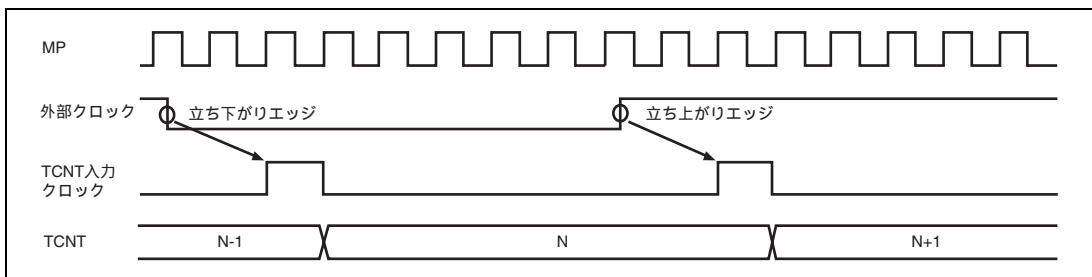 MP
外部クロック
立ち下がりエッジ
立ち上がりエッジ
TCNT入力
クロック
TCNT
N-1
N
N+1